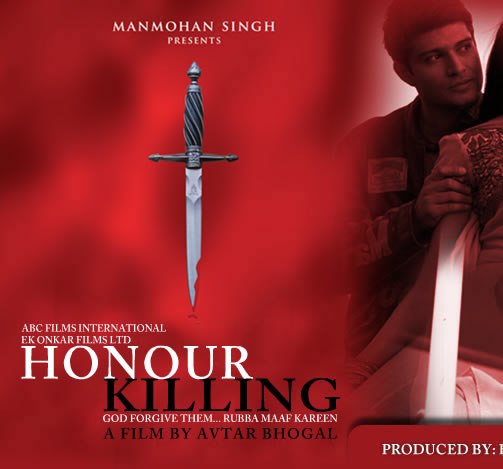 MANMOHAN SINGH
PRESENTS
ABC FILMS INTERNATIONAL
EK ONKAR FILMS LTD
HONOUR
KILLING
GOD FORGIVE THEM... RUBBA MAAF KAREEN
A FILM BY AVTAR BHOGAL
PRODUCED BY: